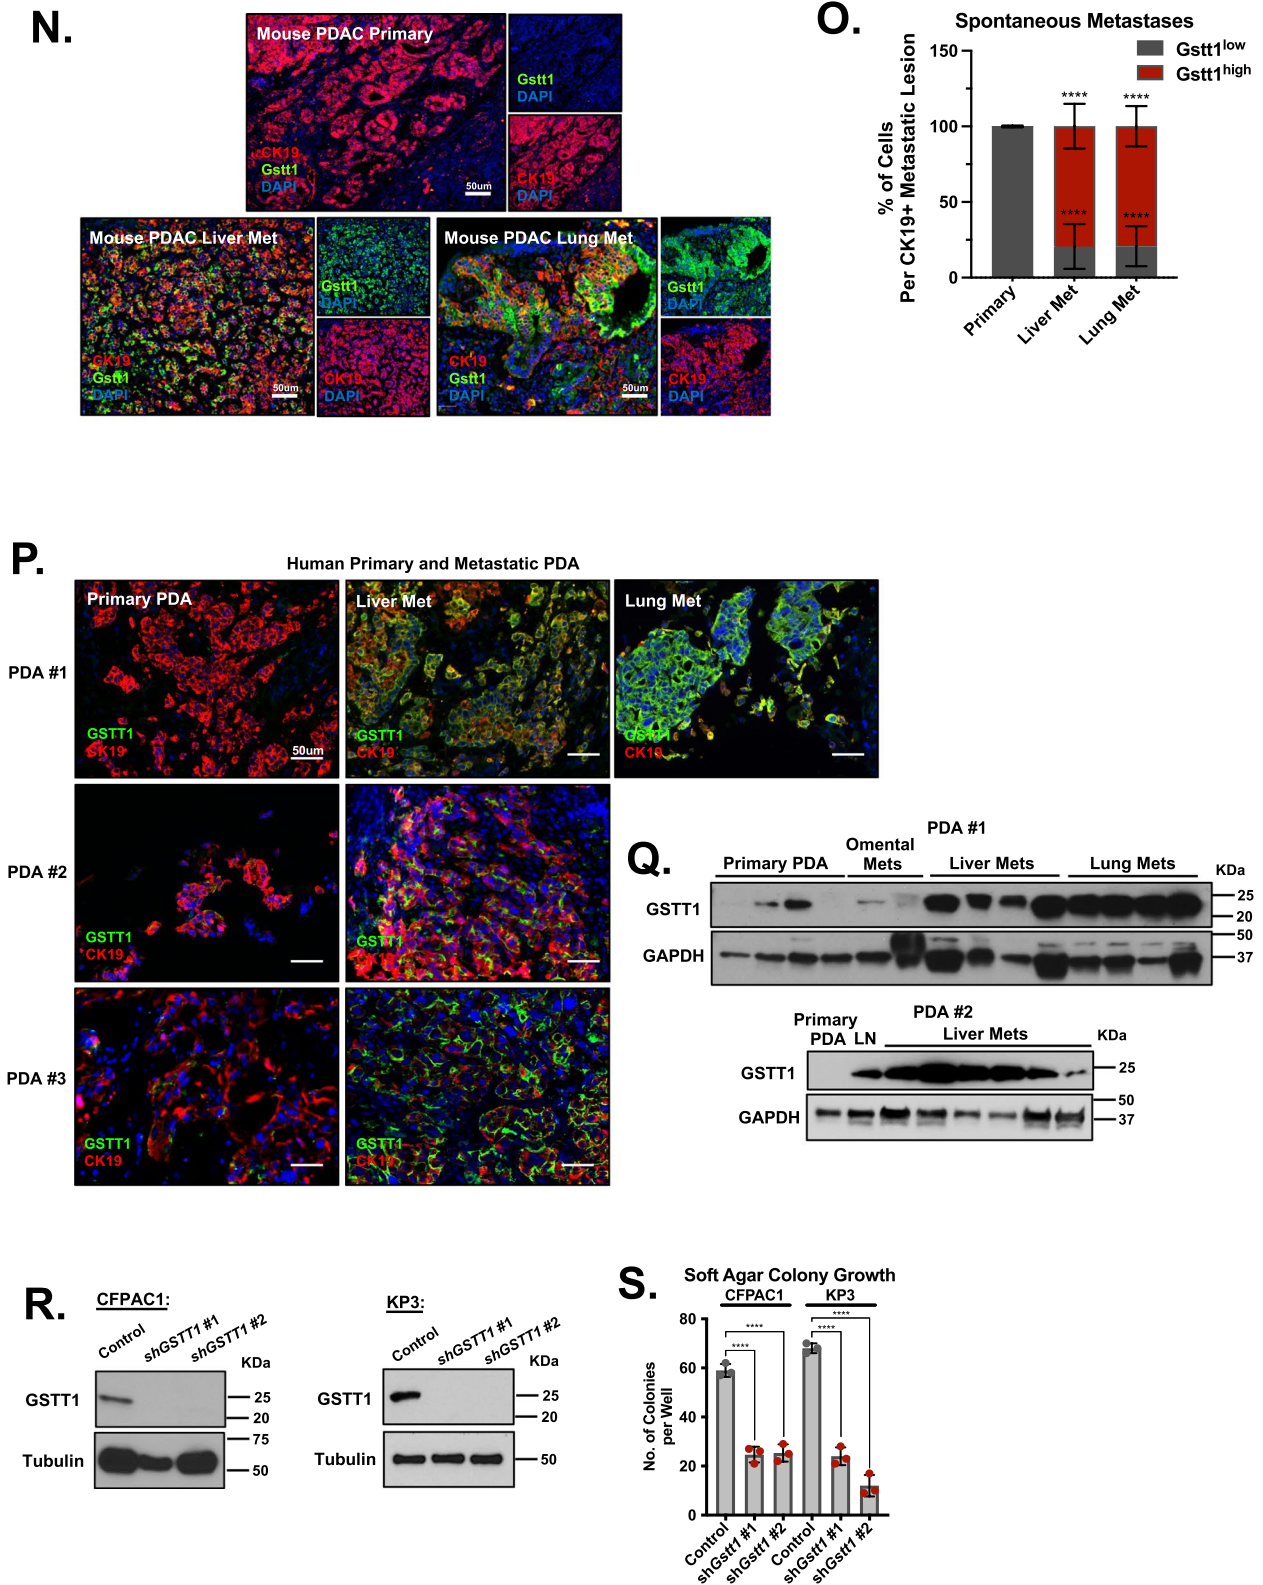 N.
Mouse PDAC Primary
CK19
Gstt1
DAPI
50um
Gstt1
DAPI
CK19
DAPI
Mouse PDAC Liver Met
CK19
Gstt1
DAPI
50um
Gstt1
DAPI
CK19
DAPI
Mouse PDAC Lung Met
CK19
Gstt1
DAPI
50um
Gstt1
DAPI
CK19
DAPI
O.
Spontaneous Metastases
Gstt1low
Gstt1high
% of Cells
Per CK19+ Metastatic Lesion
150
100
50
0
**** ****
**** ****
Primary
Liver Met
Lung Met
P.
Human Primary and Metastatic PDA
PDA #1
Primary PDA
GSTT1
CK19
50um
Liver Met
GSTT1
CK19
Lung Met
GSTT1
CK19
PDA #2
GSTT1
CK19
GSTT1
CK19
PDA #3
GSTT1
CK19
GSTT1
CK19
Q.
PDA #1
Primary PDA
Omental
Mets
Liver Mets
Lung Mets
KDa
GSTT1
25
20
GAPDH
50
37
PDA #2
Primary
PDA
LN
Liver Mets
KDa
GSTT1
25
GAPDH
50
37
R.
CFPAC1:
Control
shGSTT1 #1
shGSTT1 #2
KDa
GSTT1
25
20
Tubulin
75
50
KP3:
Control
shGSTT1 #1
shGSTT1 #2
KDa
GSTT1
25
20
Tubulin
50
S.
Soft Agar Colony Growth
CFPAC1
KP3
No. of Colonies
per Well
80
60
40
20
0
****
****
****
****
Control
shGstt1 #1
shGstt1 #2
Control
shGstt1 #1
shGstt1 #2